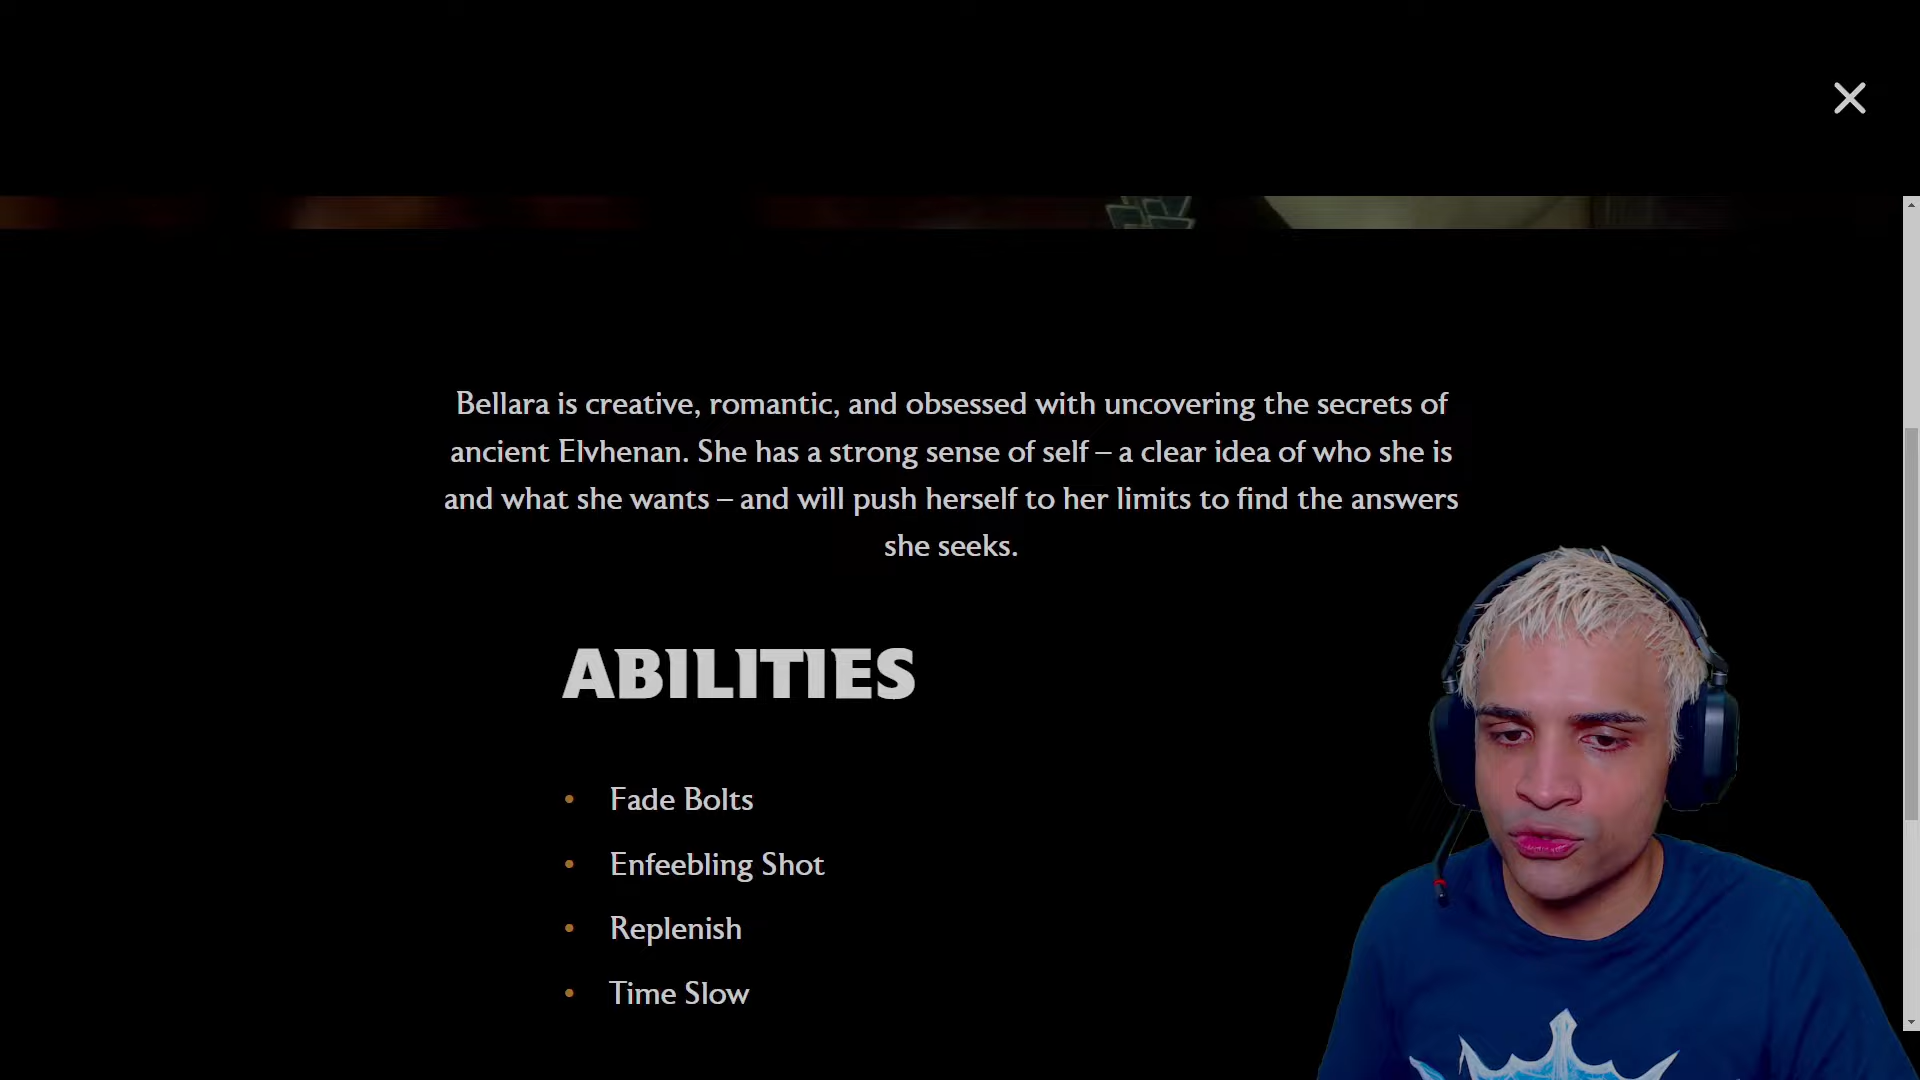 Bellara is creative, romantic, and obsessed with uncovering the secrets of
ancient Elvhenan. She has a strong sense of self – a clear idea of who she is
and what she wants – and will push herself to her limits to find the answers
she seeks.
ABILITIES
• Fade Bolts
• Enfeebling Shot
• Replenish
• Time Slow